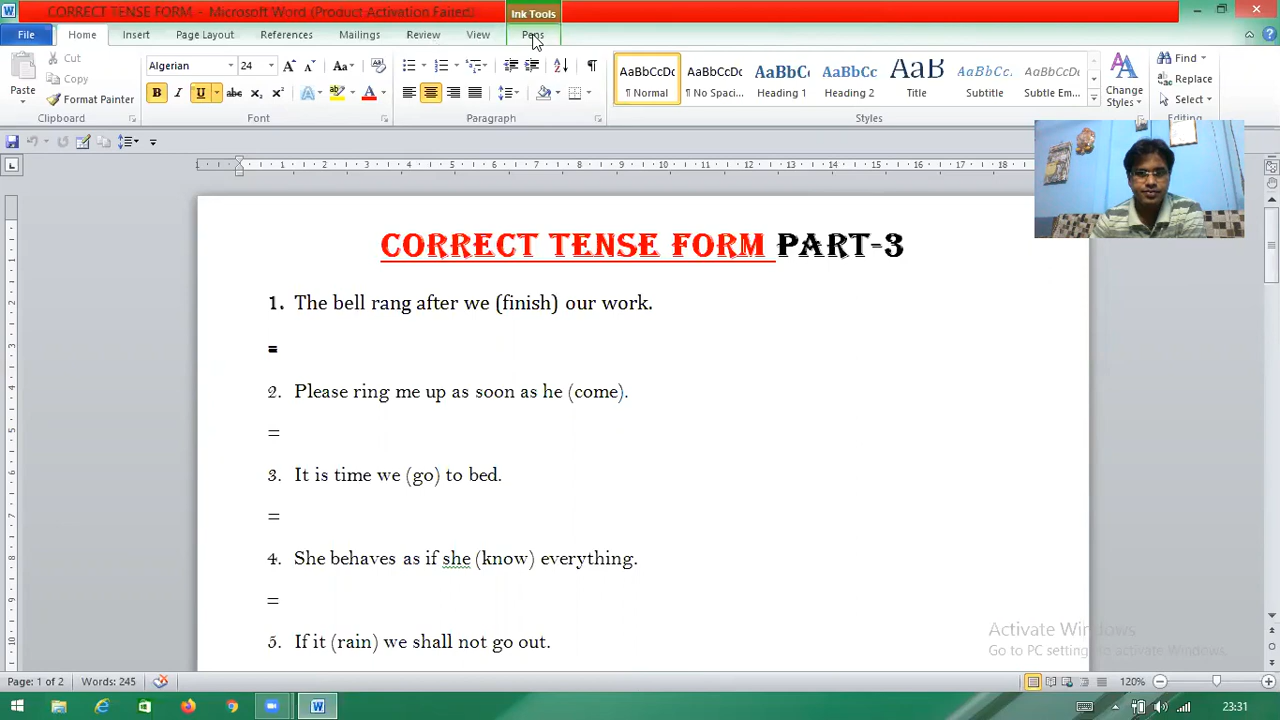 CORRECT TENSE FORM - Microsoft Word (Product Activation Failed)
Ink Tools
File Home Insert Page Layout References Mailings Review View Pens
Paste
Cut
Copy
Format Painter
Clipboard
Algerian 24
Font
Paragraph
AaBbCcDc AaBbCcDc AaBbC AaBbCc AaB AaBbCcL AaBbCcDc
¶ Normal ¶ No Spaci... Heading 1 Heading 2 Title Subtitle Subtle Em...
Styles
Change Styles
Find
Replace
Select
Editing
CORRECT TENSE FORM PART-3
1. The bell rang after we (finish) our work.
=
2. Please ring me up as soon as he (come).
=
3. It is time we (go) to bed.
=
4. She behaves as if she (know) everything.
=
5. If it (rain) we shall not go out.
Activate Windows
Go to PC settings to activate Windows.
Page: 1 of 2 Words: 245
120%
23:31